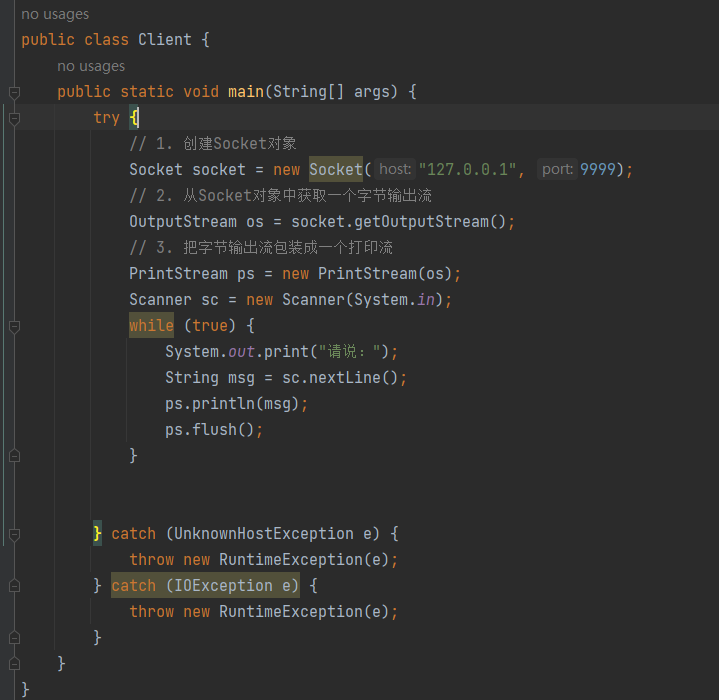 no usages
public class Client {
no usages
public static void main(String[] args) {
try {
// 1. 创建Socket对象
Socket socket = new Socket( host: "127.0.0.1", port: 9999);
// 2. 从Socket对象中获取一个字节输出流
OutputStream os = socket.getOutputStream();
// 3. 把字节输出流包装成一个打印流
PrintStream ps = new PrintStream(os);
Scanner sc = new Scanner(System.in);
while (true) {
System.out.print("请说：");
String msg = sc.nextLine();
ps.println(msg);
ps.flush();
}
} catch (UnknownHostException e) {
throw new RuntimeException(e);
} catch (IOException e) {
throw new RuntimeException(e);
}
}
}